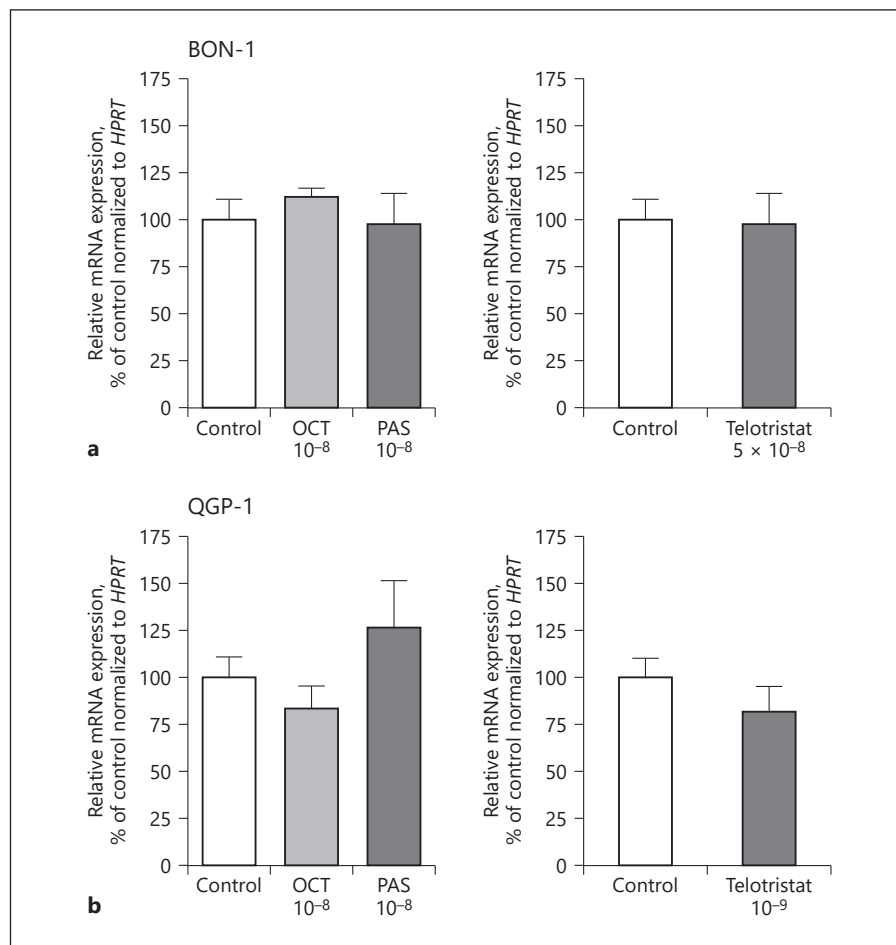 BON-1
Relative mRNA expression,
% of control normalized to HPRT
175
150
125
100
75
50
25
0
Control
OCT
10⁻⁸
PAS
10⁻⁸
Relative mRNA expression,
% of control normalized to HPRT
175
150
125
100
75
50
25
0
Control
Telotristat
5 × 10⁻⁸
a
QGP-1
Relative mRNA expression,
% of control normalized to HPRT
175
150
125
100
75
50
25
0
Control
OCT
10⁻⁸
PAS
10⁻⁸
Relative mRNA expression,
% of control normalized to HPRT
175
150
125
100
75
50
25
0
Control
Telotristat
10⁻⁹
b